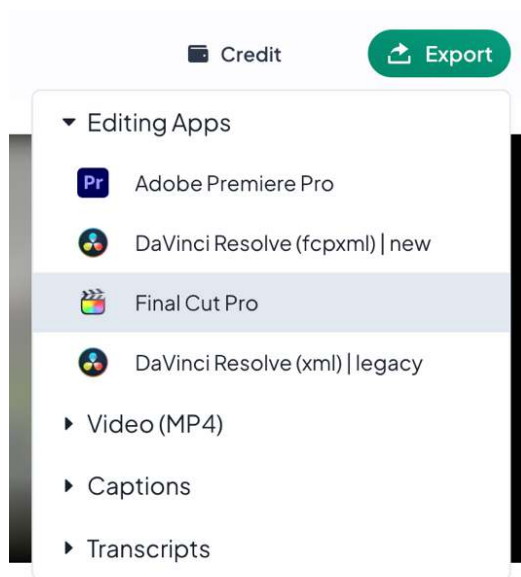 Credit
Export
Editing Apps
Pr
Adobe Premiere Pro
DaVinci Resolve (fcpxml) | new
Final Cut Pro
DaVinci Resolve (xml) | legacy
Video (MP4)
Captions
Transcripts